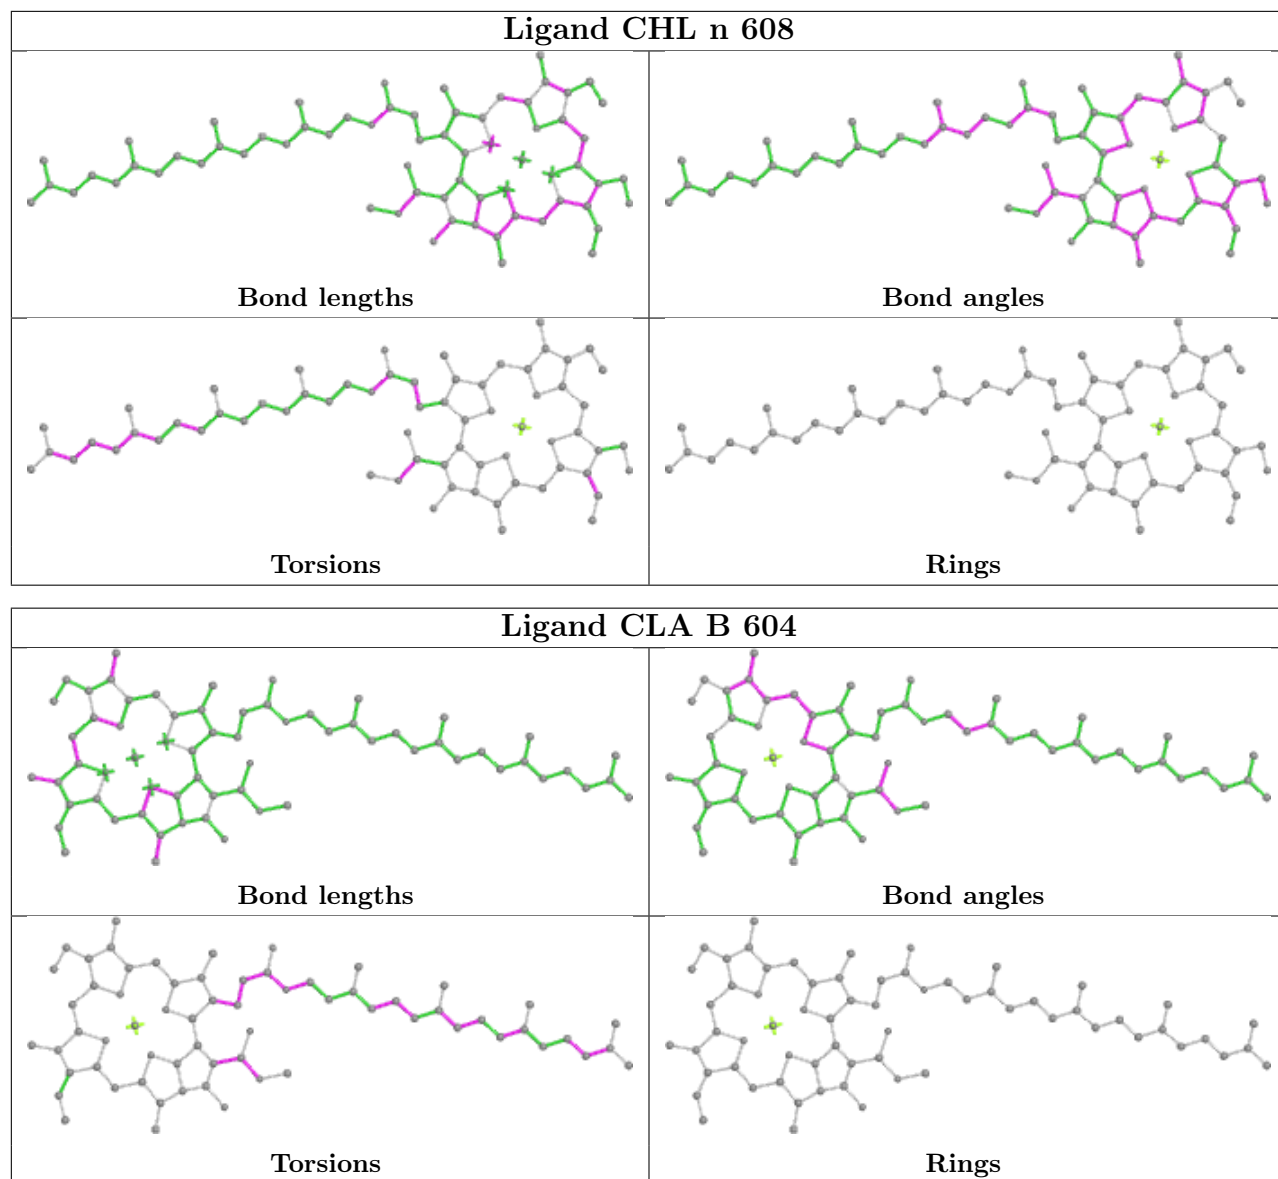 Ligand CHL n 608
Bond lengths
Bond angles
Torsions
Rings
Ligand CLA B 604
Bond lengths
Bond angles
Torsions
Rings